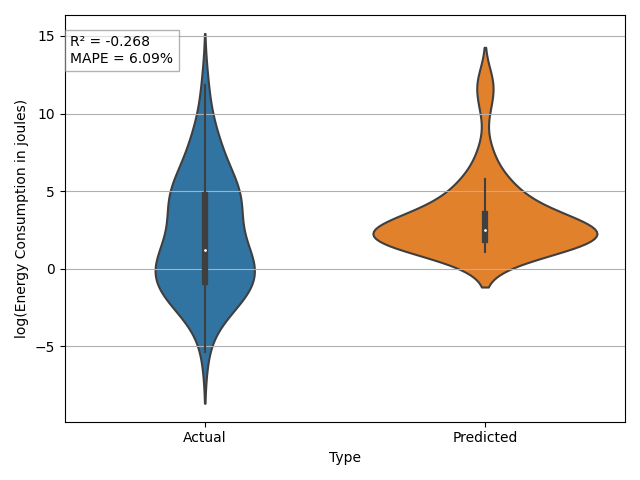 R² = -0.268
MAPE = 6.09%
15
10
5
0
−5
log(Energy Consumption in joules)
Actual
Predicted
Type